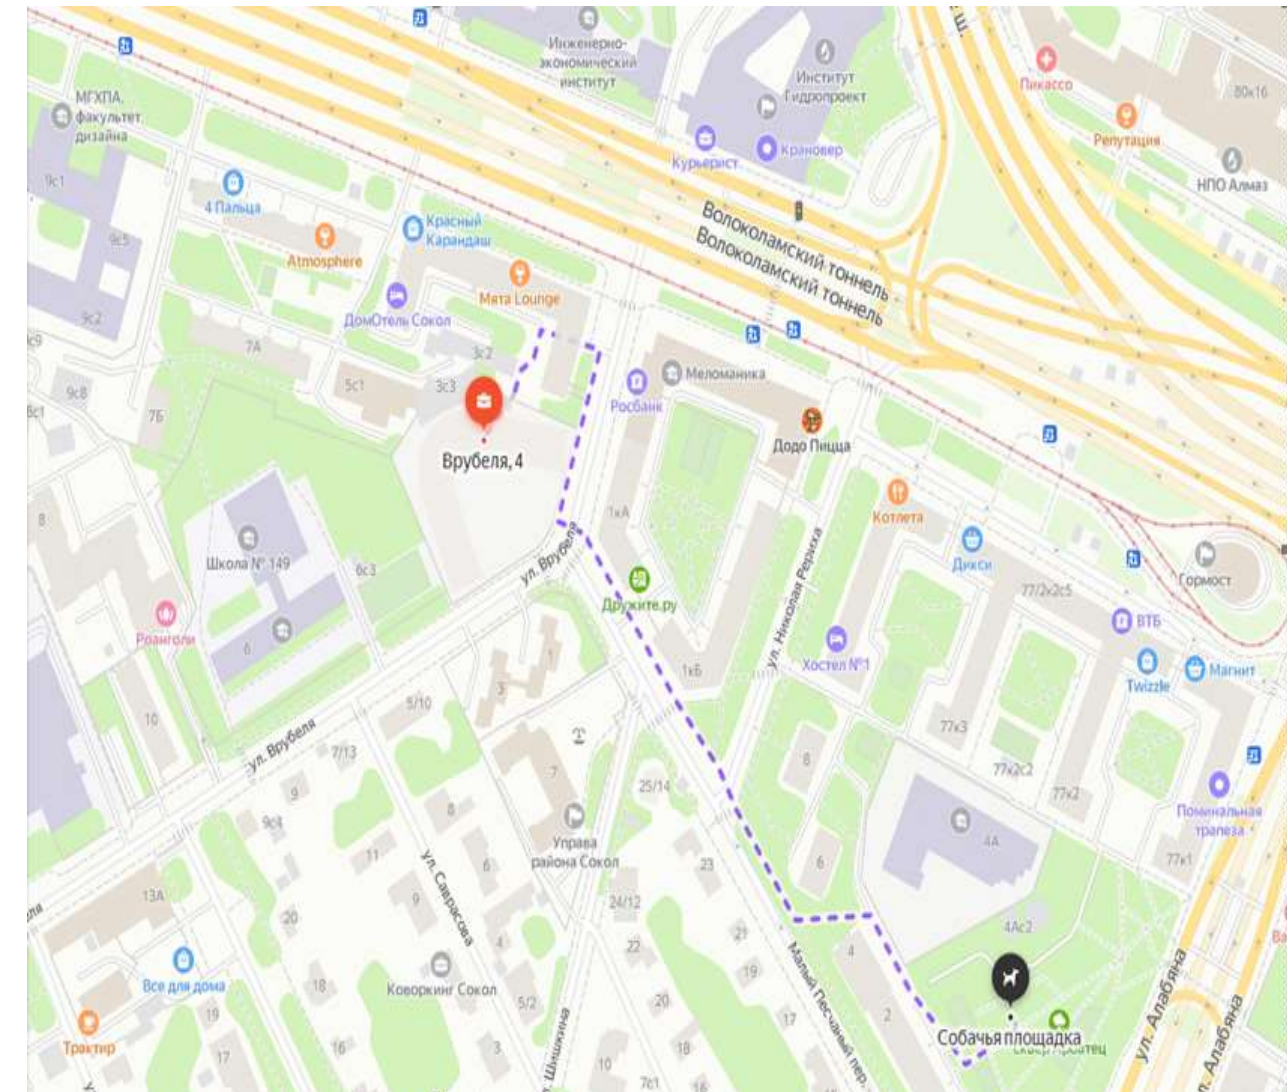 Инженерно-
экономический
институт
Институт
Гидропроект
Пикассо
80к16
МГХПА,
факультет
дизайна
Репутация
Курьерист
Крановер
НПО Алмаз
9с1
4 Пальца
Волоколамский тоннель
Волоколамский тоннель
9с5
Красный
Карандаш
Atmosphere
Мята Lounge
ДомОтель Сокол
9с2
7А
3с2
Меломаника
5с1
3с3
9с8
Росбанк
7Б
Додо Пицца
Врубеля, 4
1кА
Котлета
8
ул. Врубеля
ул. Николая Рериха
Дикси
Школа № 149
6с3
Гормост
77/2к2с5
Дружите.ру
ВТБ
Роанголи
6
1
1кБ
Хостел №1
Twizzle
Магнит
3
5/10
10
77к3
ул. Врубеля
7/13
7
8
77к2с2
25/14
77к2
9
Поминальная
трапеза
8
9с4
Управа
района Сокол
4А
11
ул. Саврасова
6
23
6
77к1
13А
9
24/12
20
4Ас2
4
22
21
4
Малый Песчаный пер.
Все для дома
18
Коворкинг Сокол
19
ул. Алабяна
5/2
20
19
17
2
Трактир
Собачья площадка
17
16
3
18
10
7с1
16